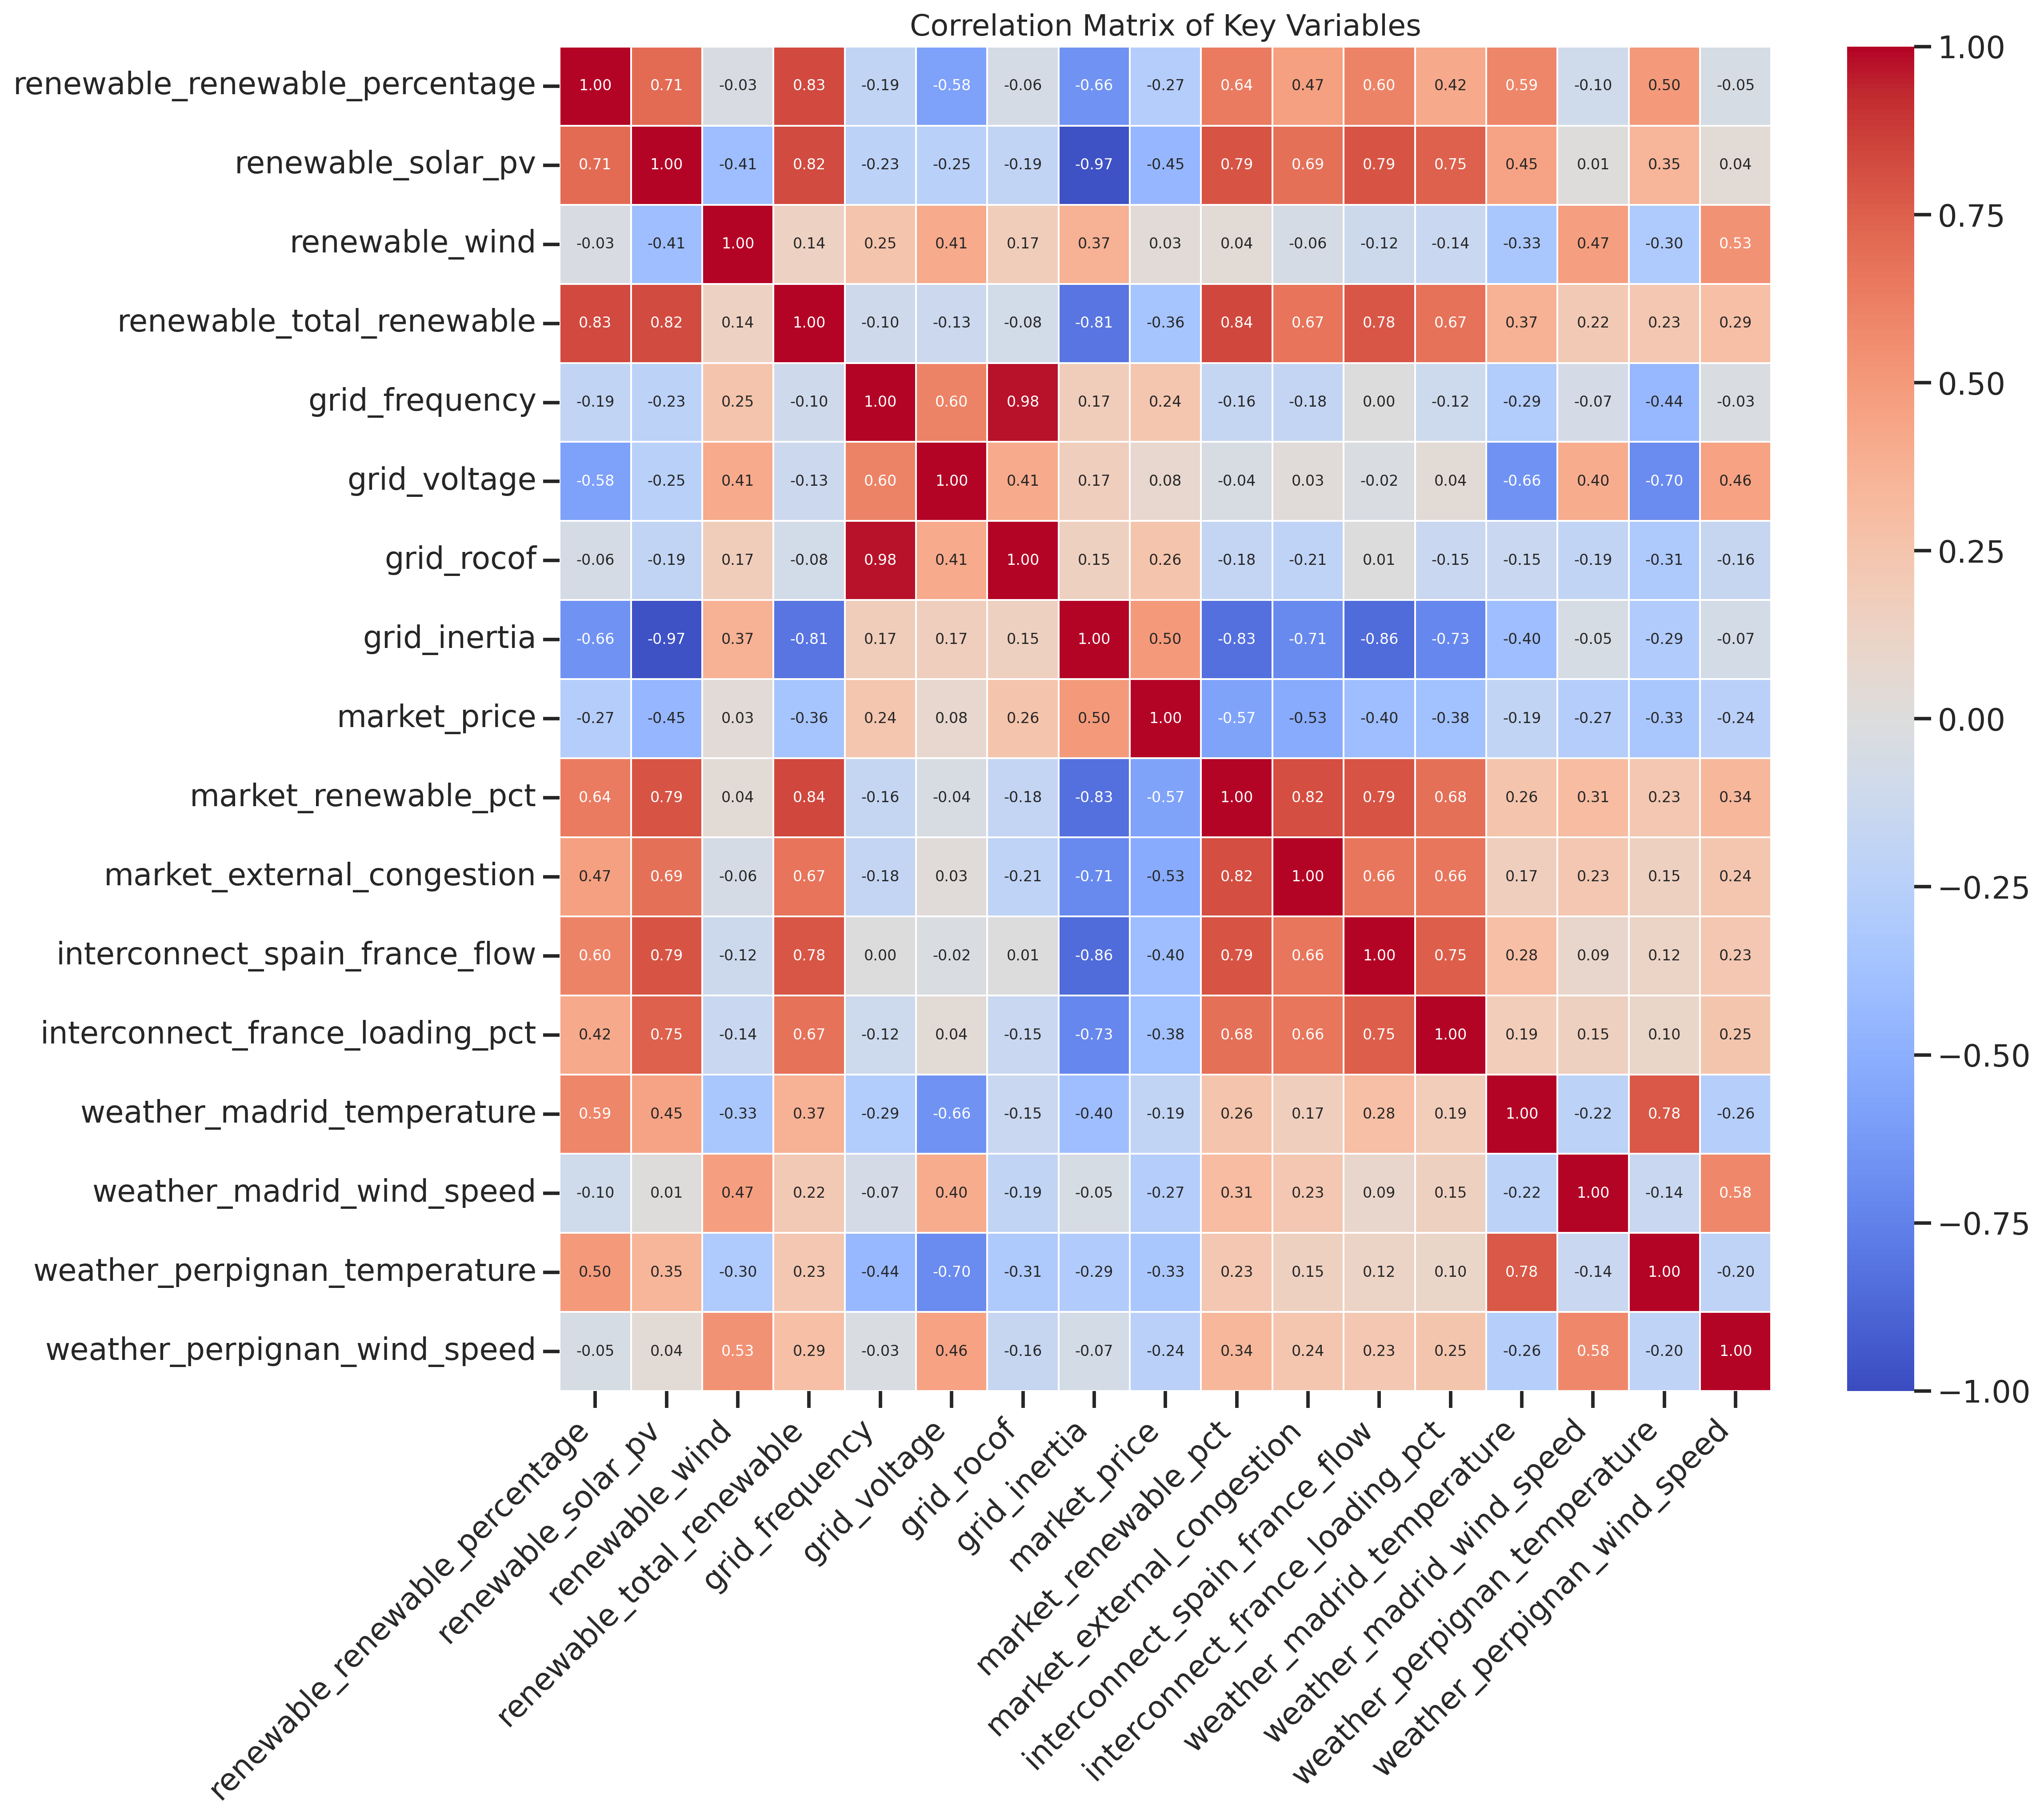 Correlation Matrix of Key Variables
renewable_renewable_percentage 1.00 0.71 -0.03 0.83 -0.19 -0.58 -0.06 -0.66 -0.27 0.64 0.47 0.60 0.42 0.59 -0.10 0.50 -0.05
renewable_solar_pv 0.71 1.00 -0.41 0.82 -0.23 -0.25 -0.19 -0.97 -0.45 0.79 0.69 0.79 0.75 0.45 0.01 0.35 0.04
renewable_wind -0.03 -0.41 1.00 0.14 0.25 0.41 0.17 0.37 0.03 0.04 -0.06 -0.12 -0.14 -0.33 0.47 -0.30 0.53
renewable_total_renewable 0.83 0.82 0.14 1.00 -0.10 -0.13 -0.08 -0.81 -0.36 0.84 0.67 0.78 0.67 0.37 0.22 0.23 0.29
grid_frequency -0.19 -0.23 0.25 -0.10 1.00 0.60 0.98 0.17 0.24 -0.16 -0.18 0.00 -0.12 -0.29 -0.07 -0.44 -0.03
grid_voltage -0.58 -0.25 0.41 -0.13 0.60 1.00 0.41 0.17 0.08 -0.04 0.03 -0.02 0.04 -0.66 0.40 -0.70 0.46
grid_rocof -0.06 -0.19 0.17 -0.08 0.98 0.41 1.00 0.15 0.26 -0.18 -0.21 0.01 -0.15 -0.15 -0.19 -0.31 -0.16
grid_inertia -0.66 -0.97 0.37 -0.81 0.17 0.17 0.15 1.00 0.50 -0.83 -0.71 -0.86 -0.73 -0.40 -0.05 -0.29 -0.07
market_price -0.27 -0.45 0.03 -0.36 0.24 0.08 0.26 0.50 1.00 -0.57 -0.53 -0.40 -0.38 -0.19 -0.27 -0.33 -0.24
market_renewable_pct 0.64 0.79 0.04 0.84 -0.16 -0.04 -0.18 -0.83 -0.57 1.00 0.82 0.79 0.68 0.26 0.31 0.23 0.34
market_external_congestion 0.47 0.69 -0.06 0.67 -0.18 0.03 -0.21 -0.71 -0.53 0.82 1.00 0.66 0.66 0.17 0.23 0.15 0.24
interconnect_spain_france_flow 0.60 0.79 -0.12 0.78 0.00 -0.02 0.01 -0.86 -0.40 0.79 0.66 1.00 0.75 0.28 0.09 0.12 0.23
interconnect_france_loading_pct 0.42 0.75 -0.14 0.67 -0.12 0.04 -0.15 -0.73 -0.38 0.68 0.66 0.75 1.00 0.19 0.15 0.10 0.25
weather_madrid_temperature 0.59 0.45 -0.33 0.37 -0.29 -0.66 -0.15 -0.40 -0.19 0.26 0.17 0.28 0.19 1.00 -0.22 0.78 -0.26
weather_madrid_wind_speed -0.10 0.01 0.47 0.22 -0.07 0.40 -0.19 -0.05 -0.27 0.31 0.23 0.09 0.15 -0.22 1.00 -0.14 0.58
weather_perpignan_temperature 0.50 0.35 -0.30 0.23 -0.44 -0.70 -0.31 -0.29 -0.33 0.23 0.15 0.12 0.10 0.78 -0.14 1.00 -0.20
weather_perpignan_wind_speed -0.05 0.04 0.53 0.29 -0.03 0.46 -0.16 -0.07 -0.24 0.34 0.24 0.23 0.25 -0.26 0.58 -0.20 1.00
renewable_renewable_percentage
renewable_solar_pv
renewable_wind
renewable_total_renewable
grid_frequency
grid_voltage
grid_rocof
grid_inertia
market_price
market_renewable_pct
market_external_congestion
interconnect_spain_france_flow
interconnect_france_loading_pct
weather_madrid_temperature
weather_madrid_wind_speed
weather_perpignan_temperature
weather_perpignan_wind_speed
1.00
0.75
0.50
0.25
0.00
−0.25
−0.50
−0.75
−1.00